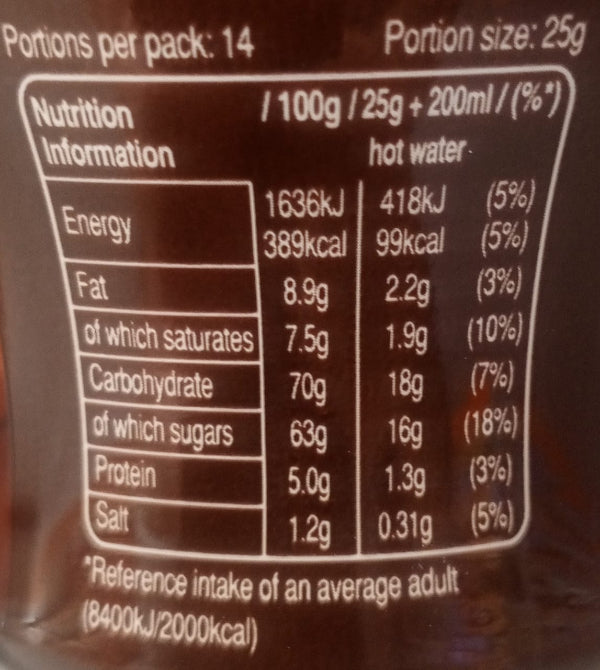 Portions per pack: 14 Portion size: 25g
Nutrition / 100g / 25g + 200ml / (%*)
Information hot water
Energy 1636kJ 418kJ (5%)
389kcal 99kcal (5%)
Fat 8.9g 2.2g (3%)
of which saturates 7.5g 1.9g (10%)
Carbohydrate 70g 18g (7%)
of which sugars 63g 16g (18%)
Protein 5.0g 1.3g (3%)
Salt 1.2g 0.31g (5%)
*Reference intake of an average adult
(8400kJ/2000kcal)